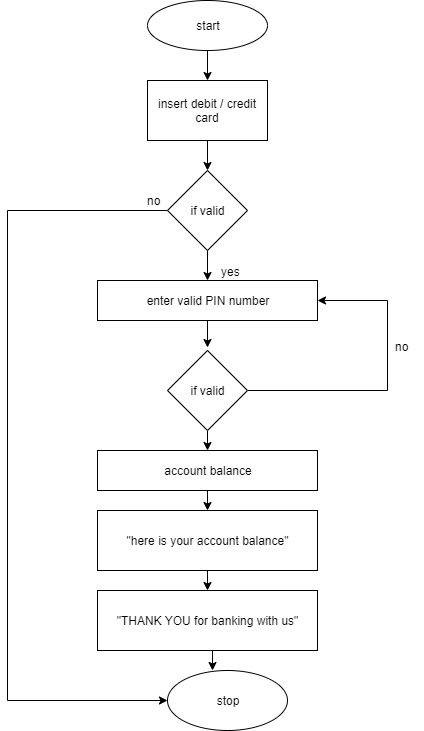 start
insert debit / credit
card
no
if valid
yes
enter valid PIN number
no
if valid
account balance
"here is your account balance"
"THANK YOU for banking with us"
stop